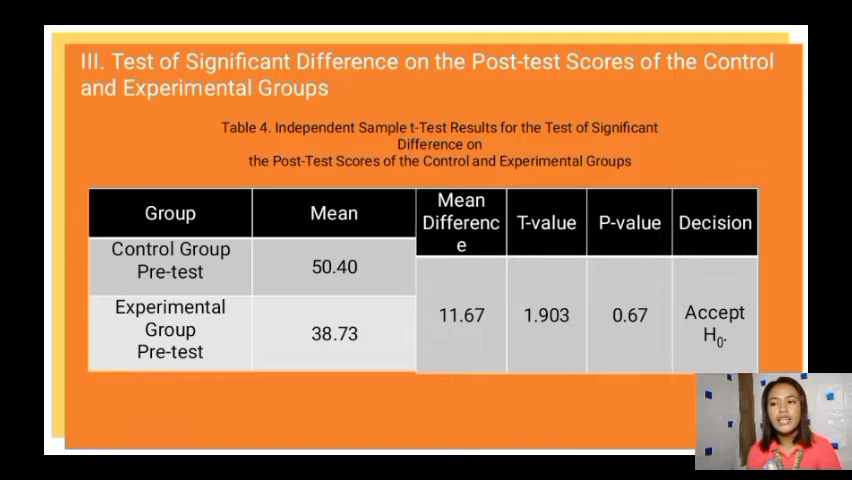 III. Test of Significant Difference on the Post-test Scores of the Control
and Experimental Groups
Table 4. Independent Sample t-Test Results for the Test of Significant
Difference on
the Post-Test Scores of the Control and Experimental Groups
Group
Mean
Mean
Differenc
e
T-value
P-value
Decision
Control Group
Pre-test
50.40
Experimental
Group
Pre-test
38.73
11.67
1.903
0.67
Accept
H₀.